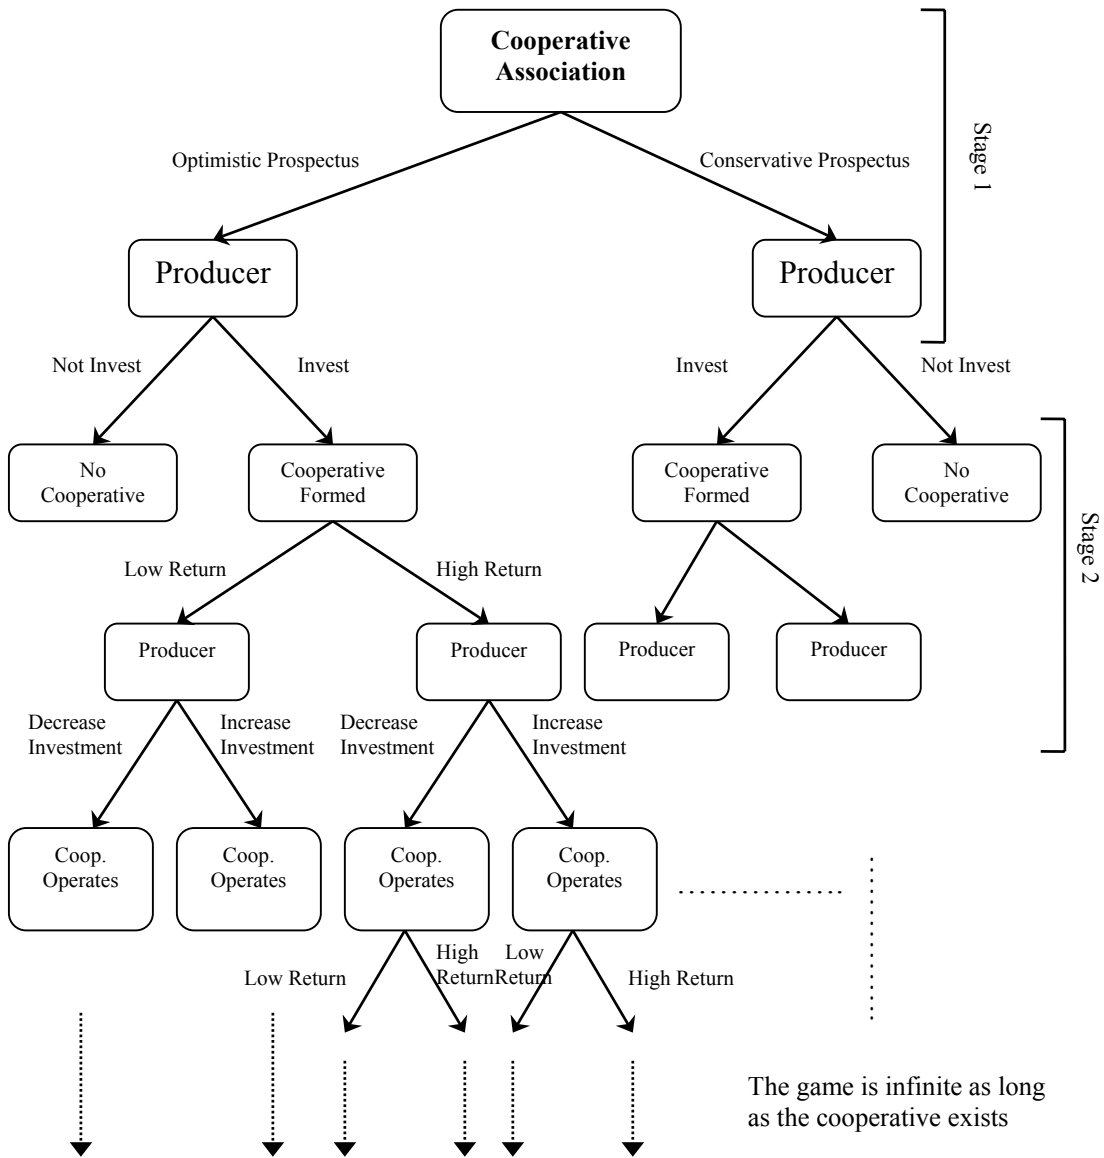 Cooperative
Association
Stage 1
Optimistic Prospectus
Conservative Prospectus
Producer
Producer
Not Invest
Invest
Invest
Not Invest
No
Cooperative
Cooperative
Formed
Cooperative
Formed
No
Cooperative
Stage 2
Low Return
High Return
Producer
Producer
Producer
Producer
Decrease
Investment
Increase
Investment
Decrease
Investment
Increase
Investment
Coop.
Operates
Coop.
Operates
Coop.
Operates
Coop.
Operates
Low Return
High
Return
Low
Return
High Return
The game is infinite as long
as the cooperative exists